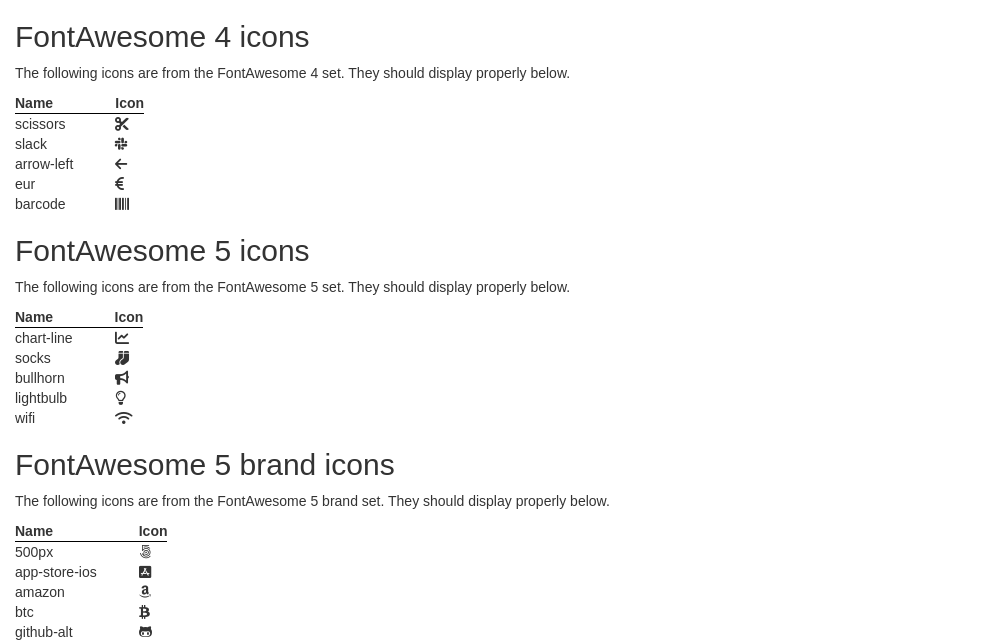 FontAwesome 4 icons
The following icons are from the FontAwesome 4 set. They should display properly below.
Name Icon
scissors
slack
arrow-left
eur
barcode
FontAwesome 5 icons
The following icons are from the FontAwesome 5 set. They should display properly below.
Name Icon
chart-line
socks
bullhorn
lightbulb
wifi
FontAwesome 5 brand icons
The following icons are from the FontAwesome 5 brand set. They should display properly below.
Name Icon
500px
app-store-ios
amazon
btc
github-alt